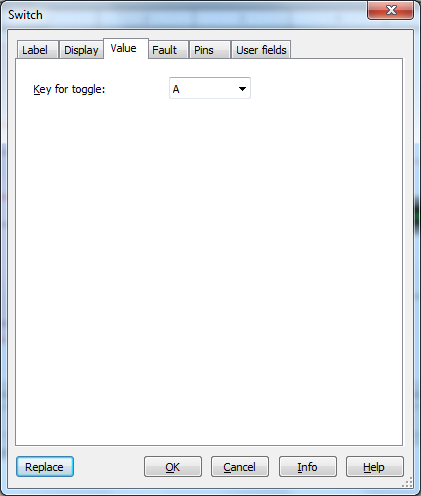 Switch
Label Display Value Fault Pins User fields
Key for toggle: A
Replace OK Cancel Info Help